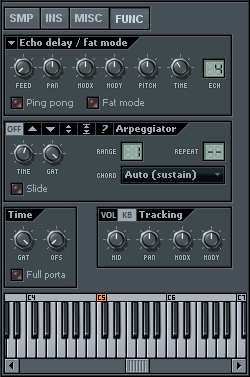 SMP INS MISC FUNC
Echo delay / fat mode
FEED PAN MODX MODY PITCH TIME ECH
4
Ping pong Fat mode
OFF ? Arpeggiator
TIME GAT RANGE 1 REPEAT --
Slide CHORD Auto (sustain)
Time VOL KB Tracking
GAT OFS MID PAN MODX MODY
Full porta
C4 C5 C6 C7